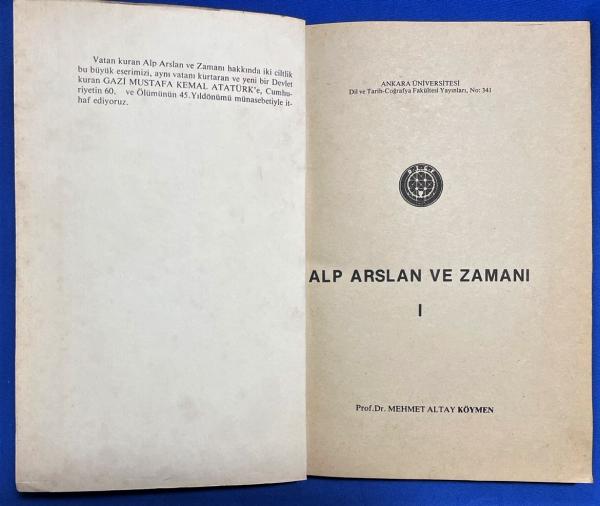 Vatan kuran Alp Arslan ve Zamanı hakkında iki ciltlik
bu büyük eserimizi, aynı vatanı kurtaran ve yeni bir Devlet
kuran GAZİ MUSTAFA KEMAL ATATÜRK'e, Cumhu-
riyetin 60. ve Ölümünün 45.Yıldönümü münasebetiyle it-
haf ediyoruz.
ANKARA ÜNİVERSİTESİ
Dil ve Tarih-Coğrafya Fakültesi Yayınları, No: 341
ALP ARSLAN VE ZAMANI
I
Prof.Dr. MEHMET ALTAY KÖYMEN